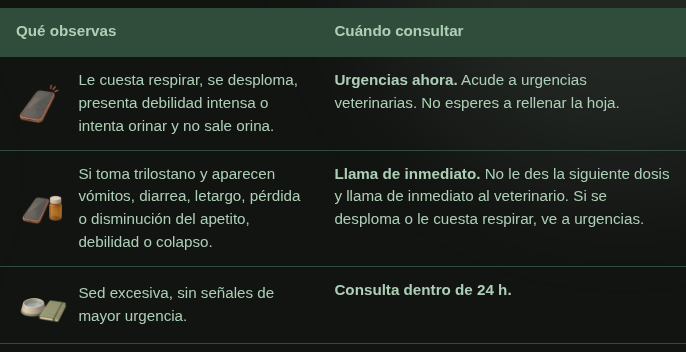 Qué observas
Cuándo consultar
Le cuesta respirar, se desploma,
presenta debilidad intensa o
intenta orinar y no sale orina.
Urgencias ahora. Acude a urgencias
veterinarias. No esperes a rellenar la hoja.
Si toma trilostano y aparecen
vómitos, diarrea, letargo, pérdida
o disminución del apetito,
debilidad o colapso.
Llama de inmediato. No le des la siguiente dosis
y llama de inmediato al veterinario. Si se
desploma o le cuesta respirar, ve a urgencias.
Sed excesiva, sin señales de
mayor urgencia.
Consulta dentro de 24 h.